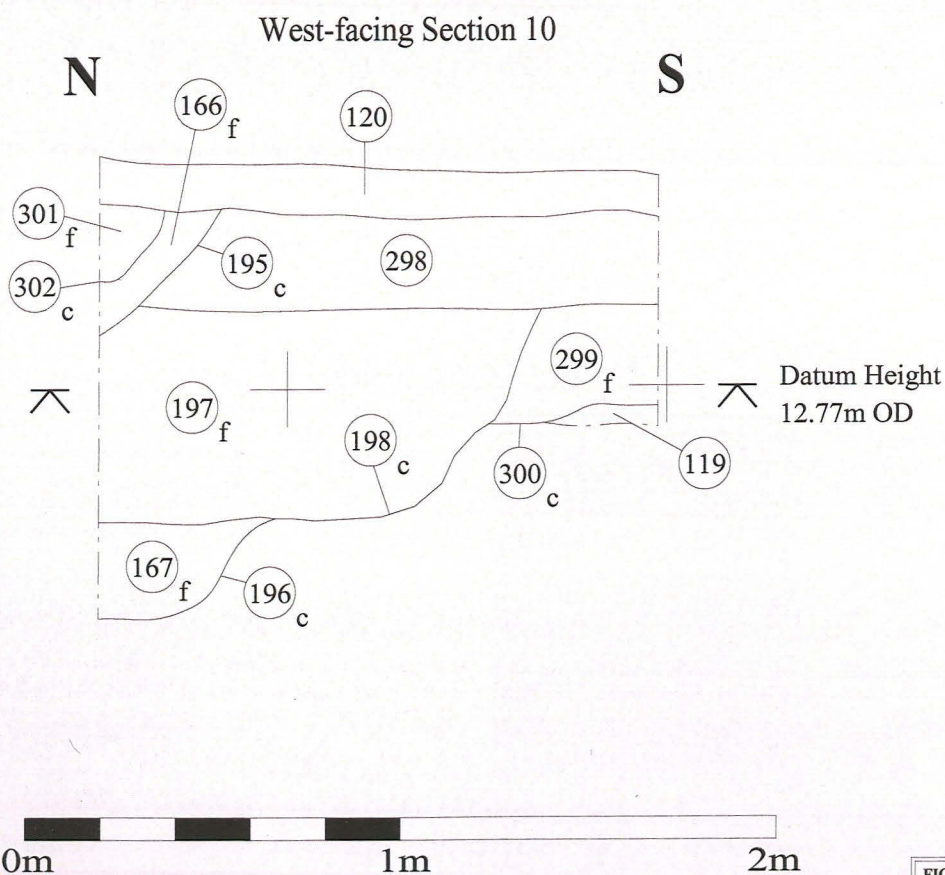 West-facing Section 10
N
S
166 f
120
301 f
302 c
195 c
298
299 f
Datum Height
12.77m OD
197 f
198 c
300 c
119
167 f
196 c
0m
1m
2m